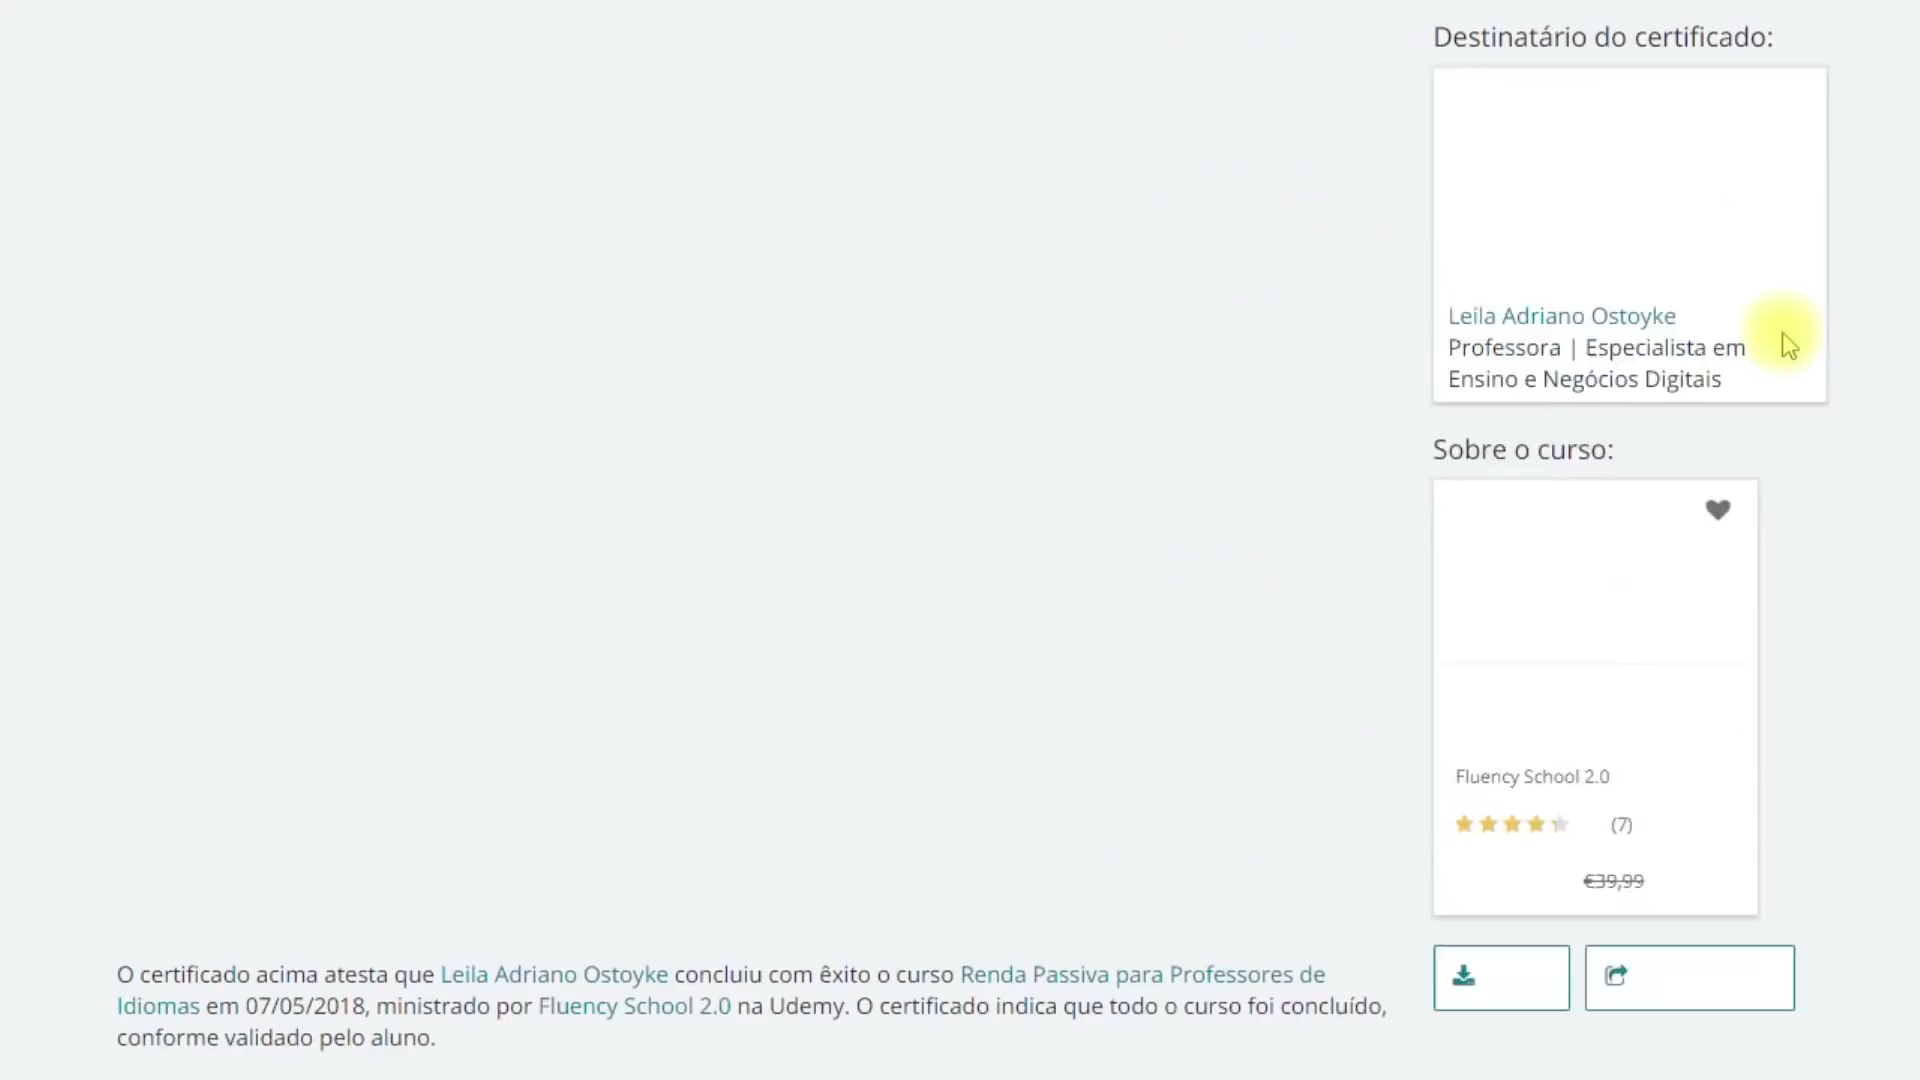 Destinatário do certificado:
Leila Adriano Ostoyke
Professora | Especialista em
Ensino e Negócios Digitais
Sobre o curso:
Fluency School 2.0
(7)
€39,99
O certificado acima atesta que Leila Adriano Ostoyke concluiu com êxito o curso Renda Passiva para Professores de
Idiomas em 07/05/2018, ministrado por Fluency School 2.0 na Udemy. O certificado indica que todo o curso foi concluído,
conforme validado pelo aluno.